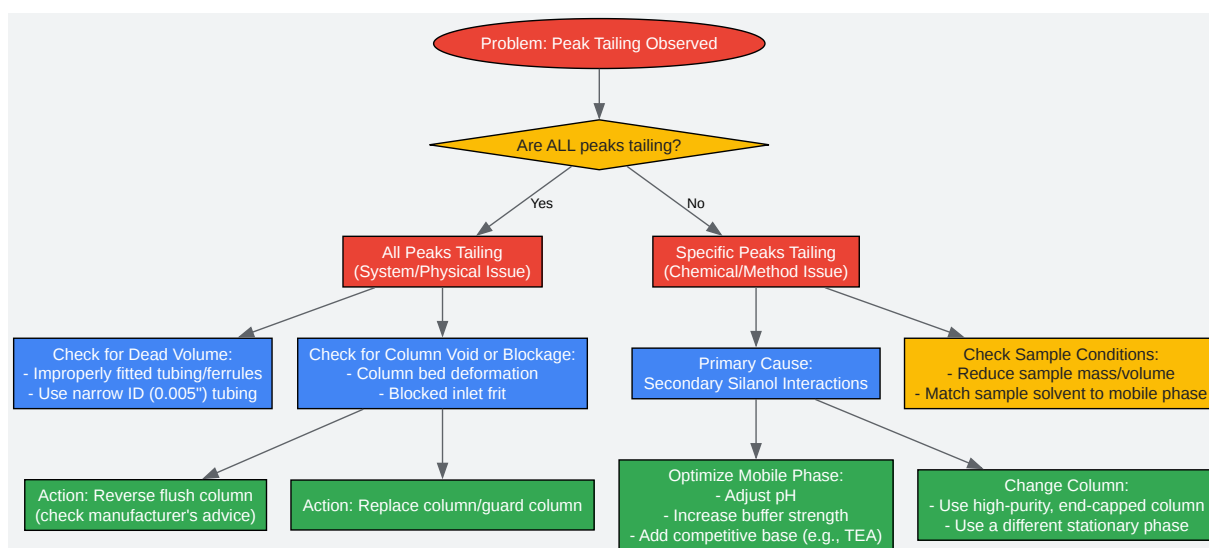 Problem: Peak Tailing Observed
Are ALL peaks tailing?
Yes
No
All Peaks Tailing
(System/Physical Issue)
Specific Peaks Tailing
(Chemical/Method Issue)
Check for Dead Volume:
- Improperly fitted tubing/ferrules
- Use narrow ID (0.005") tubing
Check for Column Void or Blockage:
- Column bed deformation
- Blocked inlet frit
Primary Cause:
Secondary Silanol Interactions
Check Sample Conditions:
- Reduce sample mass/volume
- Match sample solvent to mobile phase
Action: Reverse flush column
(check manufacturer's advice)
Action: Replace column/guard column
Optimize Mobile Phase:
- Adjust pH
- Increase buffer strength
- Add competitive base (e.g., TEA)
Change Column:
- Use high-purity, end-capped column
- Use a different stationary phase